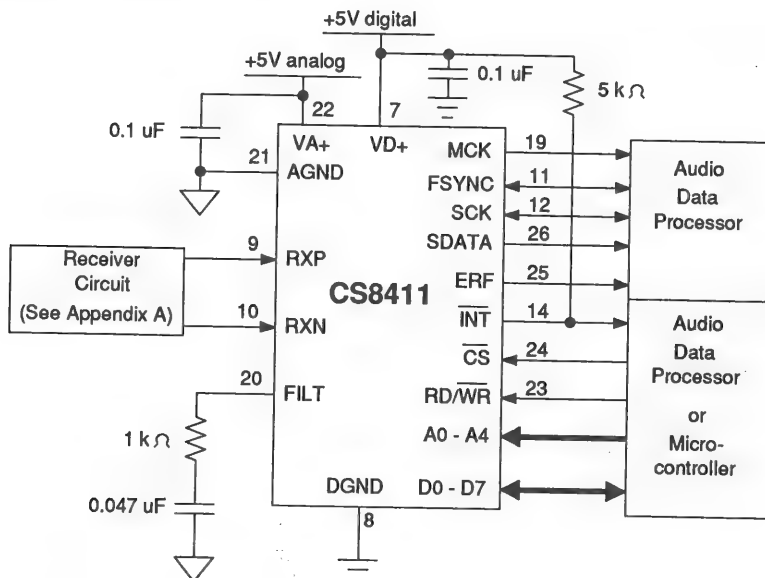 +5V digital
+5V analog
0.1 uF
5 kΩ
22
7
0.1 uF
VA+
VD+
21
AGND
MCK
19
FSYNC
11
SCK
12
SDATA
26
Audio
Data
Processor
9
RXP
ERF
25
Receiver
Circuit
(See Appendix A)
CS8411
10
RXN
INT
14
CS
24
RD/WR
23
Audio
Data
Processor
or
Micro-
controller
20
FILT
A0 - A4
1 kΩ
0.047 uF
DGND
D0 - D7
8